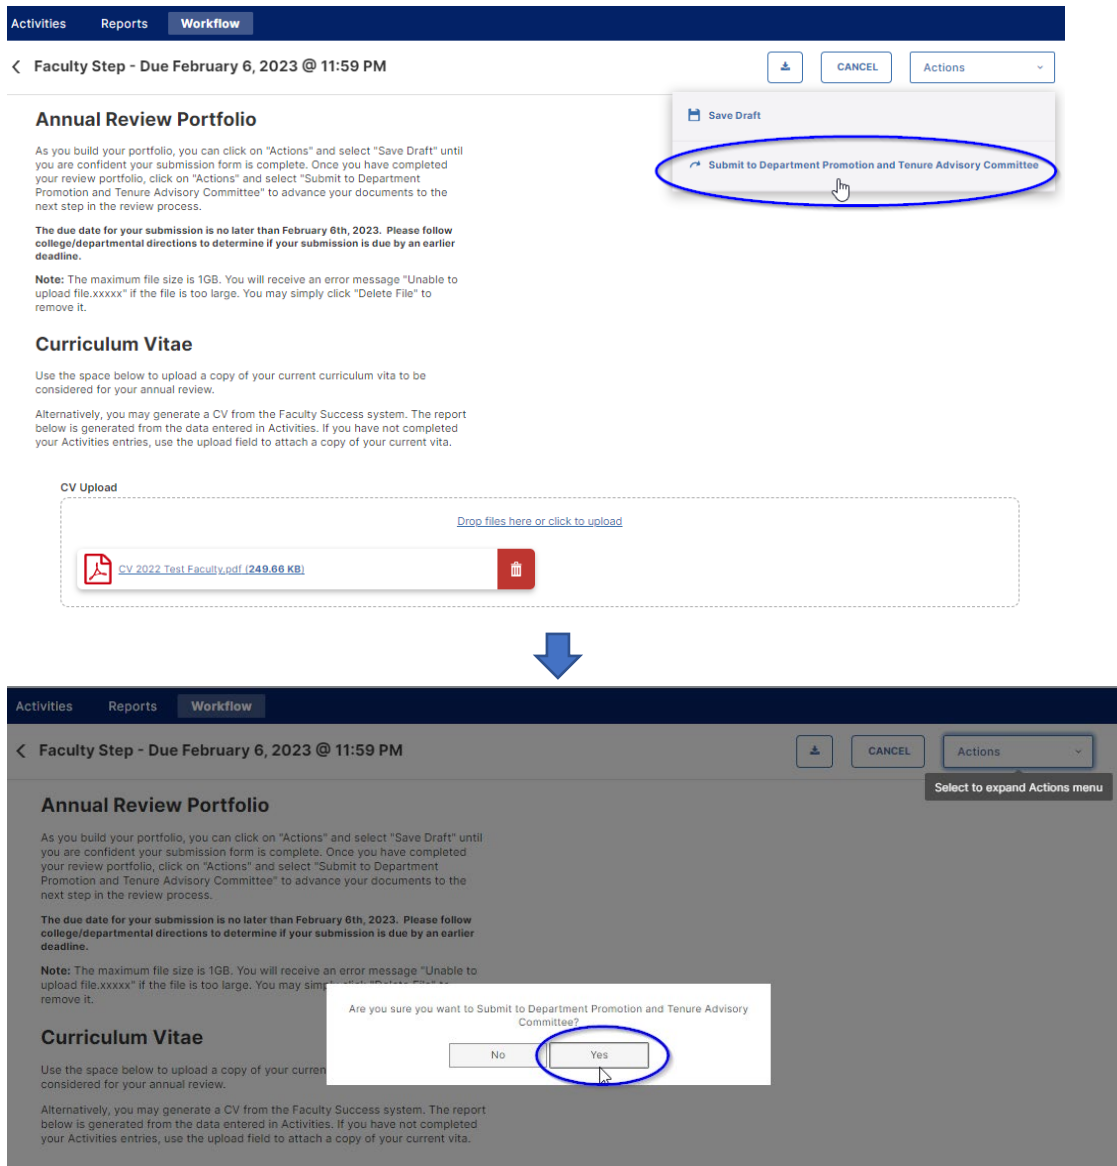 Activities Reports Workflow
Faculty Step - Due February 6, 2023 @ 11:59 PM CANCEL Actions
Save Draft
Submit to Department Promotion and Tenure Advisory Committee
Annual Review Portfolio
As you build your portfolio, you can click on "Actions" and select "Save Draft" until
you are confident your submission form is complete. Once you have completed
your review portfolio, click on "Actions" and select "Submit to Department
Promotion and Tenure Advisory Committee" to advance your documents to the
next step in the review process.
The due date for your submission is no later than February 6th, 2023. Please follow
college/departmental directions to determine if your submission is due by an earlier
deadline.
Note: The maximum file size is 1GB. You will receive an error message "Unable to
upload file.xxxxx" if the file is too large. You may simply click "Delete File" to
remove it.
Curriculum Vitae
Use the space below to upload a copy of your current curriculum vita to be
considered for your annual review.
Alternatively, you may generate a CV from the Faculty Success system. The report
below is generated from the data entered in Activities. If you have not completed
your Activities entries, use the upload field to attach a copy of your current vita.
CV Upload
Drop files here or click to upload
CV 2022 Test Faculty.pdf (249.66 KB)
Activities Reports Workflow
Faculty Step - Due February 6, 2023 @ 11:59 PM CANCEL Actions
Select to expand Actions menu
Annual Review Portfolio
As you build your portfolio, you can click on "Actions" and select "Save Draft" until
you are confident your submission form is complete. Once you have completed
your review portfolio, click on "Actions" and select "Submit to Department
Promotion and Tenure Advisory Committee" to advance your documents to the
next step in the review process.
The due date for your submission is no later than February 6th, 2023. Please follow
college/departmental directions to determine if your submission is due by an earlier
deadline.
Note: The maximum file size is 1GB. You will receive an error message "Unable to
upload file.xxxxx" if the file is too large. You may simp
remove it.
Are you sure you want to Submit to Department Promotion and Tenure Advisory
Committee?
No Yes
Curriculum Vitae
Use the space below to upload a copy of your curren
considered for your annual review.
Alternatively, you may generate a CV from the Faculty Success system. The report
below is generated from the data entered in Activities. If you have not completed
your Activities entries, use the upload field to attach a copy of your current vita.